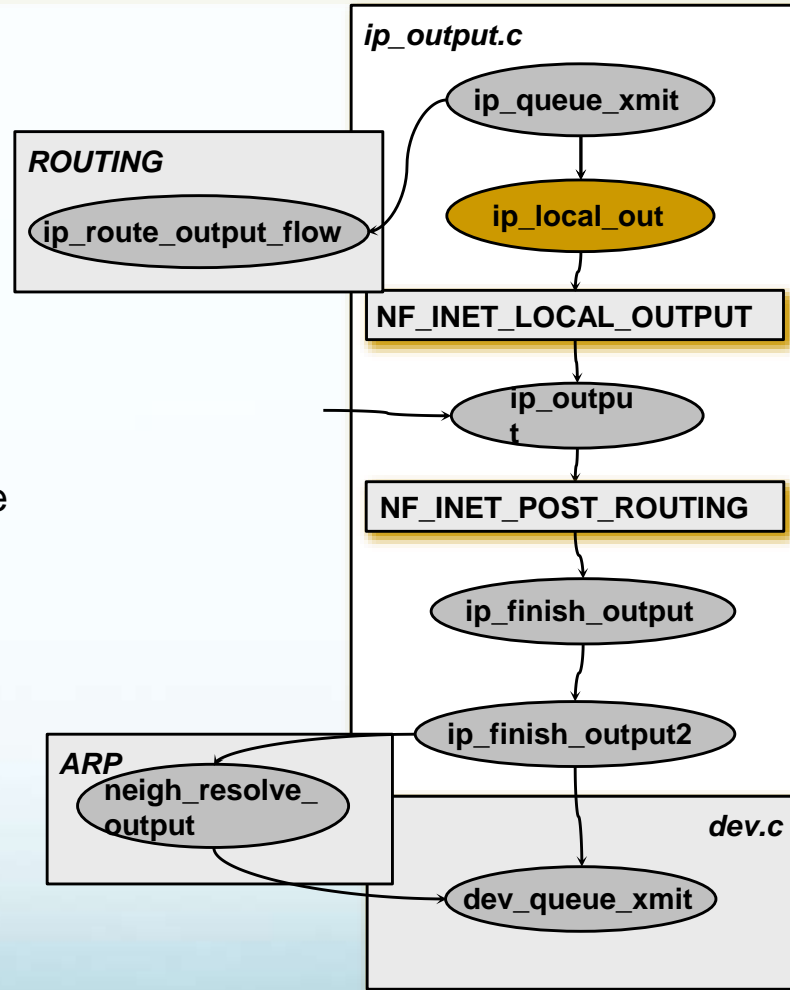 ip_output.c
ip_queue_xmit
ROUTING
ip_route_output_flow
ip_local_out
NF_INET_LOCAL_OUTPUT
ip_outpu
t
e
NF_INET_POST_ROUTING
ip_finish_output
ip_finish_output2
ARP
neigh_resolve_
output
dev.c
dev_queue_xmit